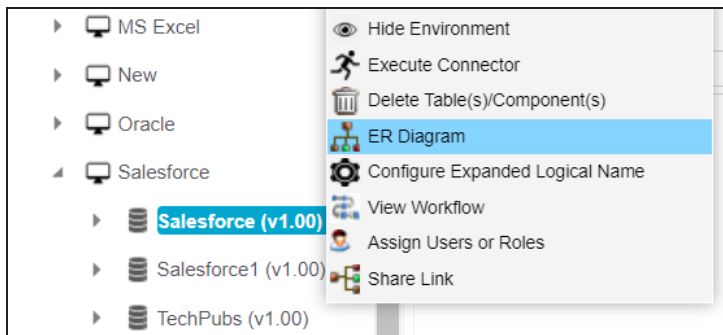 MS Excel
New
Oracle
Salesforce
Salesforce (v1.00)
Salesforce1 (v1.00)
TechPubs (v1.00)
Hide Environment
Execute Connector
Delete Table(s)/Component(s)
ER Diagram
Configure Expanded Logical Name
View Workflow
Assign Users or Roles
Share Link